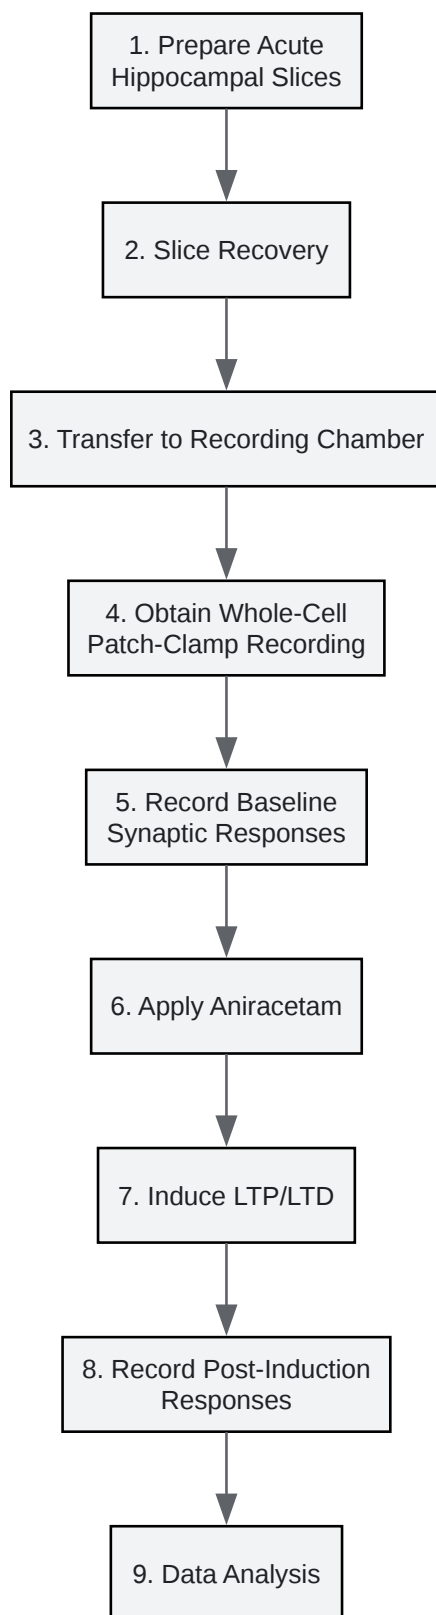 1. Prepare Acute
Hippocampal Slices
2. Slice Recovery
3. Transfer to Recording Chamber
4. Obtain Whole-Cell
Patch-Clamp Recording
5. Record Baseline
Synaptic Responses
6. Apply Aniracetam
7. Induce LTP/LTD
8. Record Post-Induction
Responses
9. Data Analysis